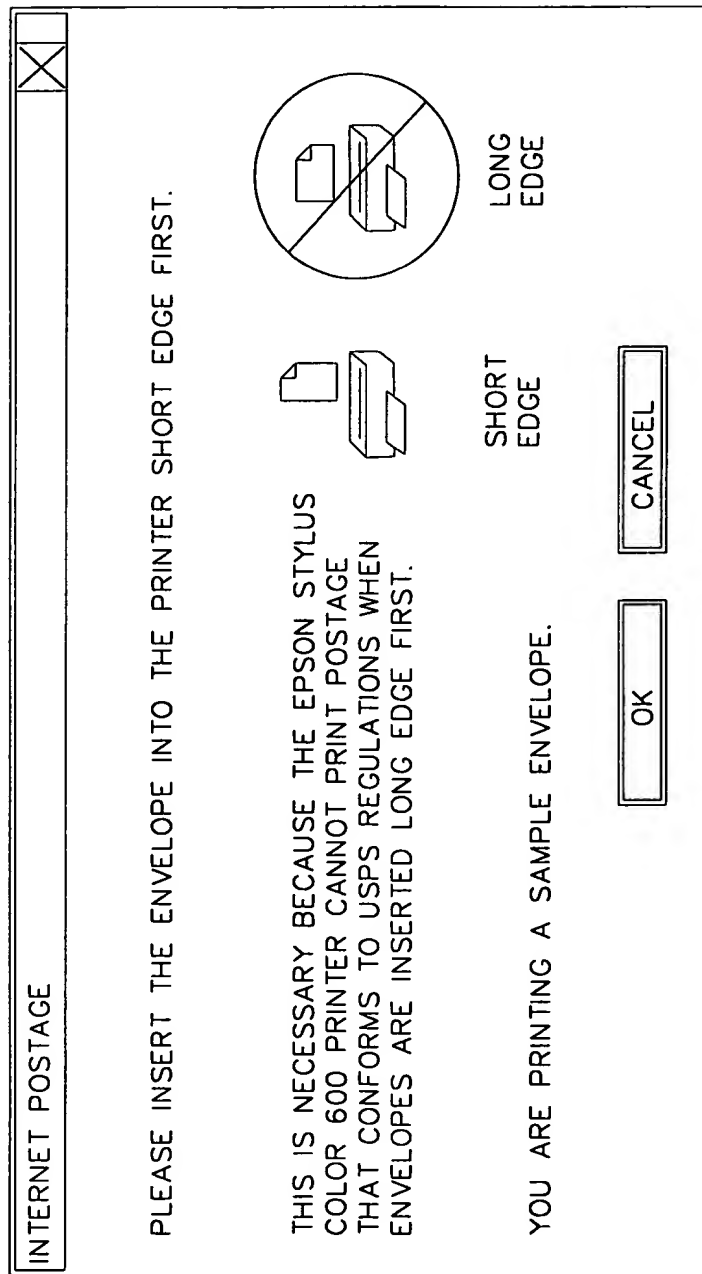 INTERNET POSTAGE
PLEASE INSERT THE ENVELOPE INTO THE PRINTER SHORT EDGE FIRST.
THIS IS NECESSARY BECAUSE THE EPSON STYLUS
COLOR 600 PRINTER CANNOT PRINT POSTAGE
THAT CONFORMS TO USPS REGULATIONS WHEN
ENVELOPES ARE INSERTED LONG EDGE FIRST.
SHORT
EDGE
LONG
EDGE
YOU ARE PRINTING A SAMPLE ENVELOPE.
OK
CANCEL